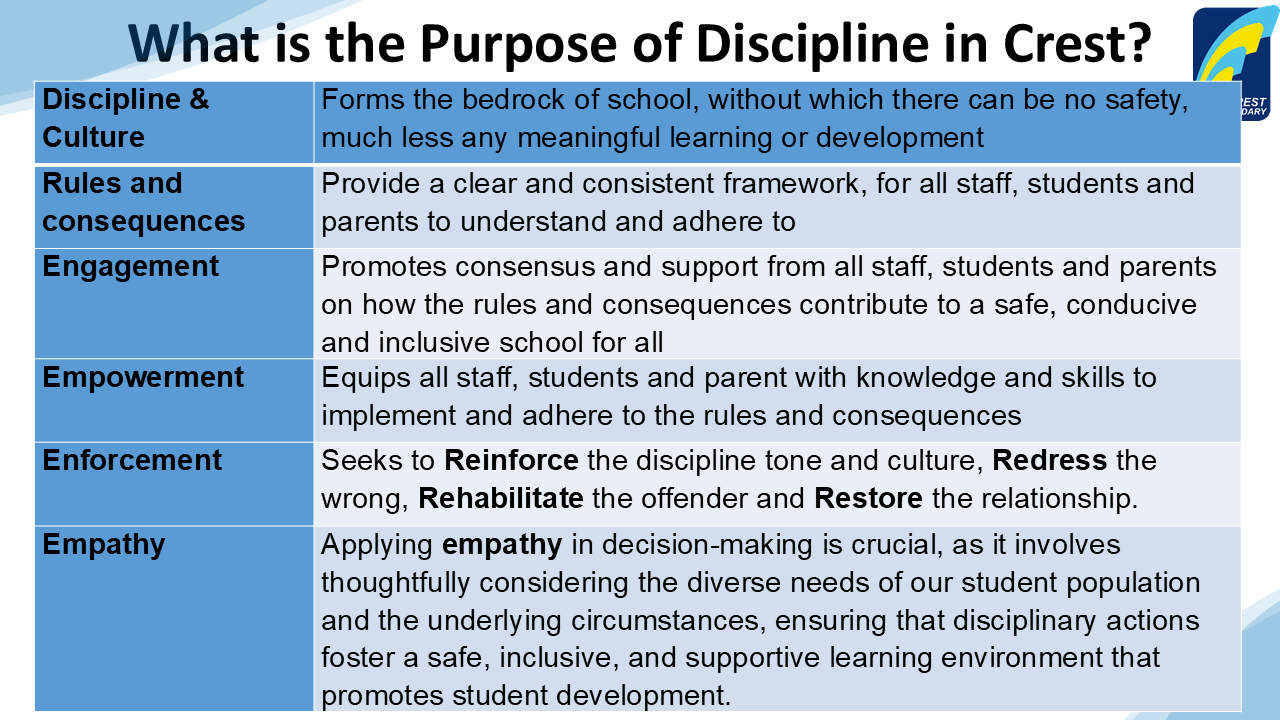 What is the Purpose of Discipline in Crest?
Discipline &
Culture
Forms the bedrock of school, without which there can be no safety,
much less any meaningful learning or development
Rules and
consequences
Provide a clear and consistent framework, for all staff, students and
parents to understand and adhere to
Engagement
Promotes consensus and support from all staff, students and parents
on how the rules and consequences contribute to a safe, conducive
and inclusive school for all
Empowerment
Equips all staff, students and parent with knowledge and skills to
implement and adhere to the rules and consequences
Enforcement
Seeks to Reinforce the discipline tone and culture, Redress the
wrong, Rehabilitate the offender and Restore the relationship.
Empathy
Applying empathy in decision-making is crucial, as it involves
thoughtfully considering the diverse needs of our student population
and the underlying circumstances, ensuring that disciplinary actions
foster a safe, inclusive, and supportive learning environment that
promotes student development.